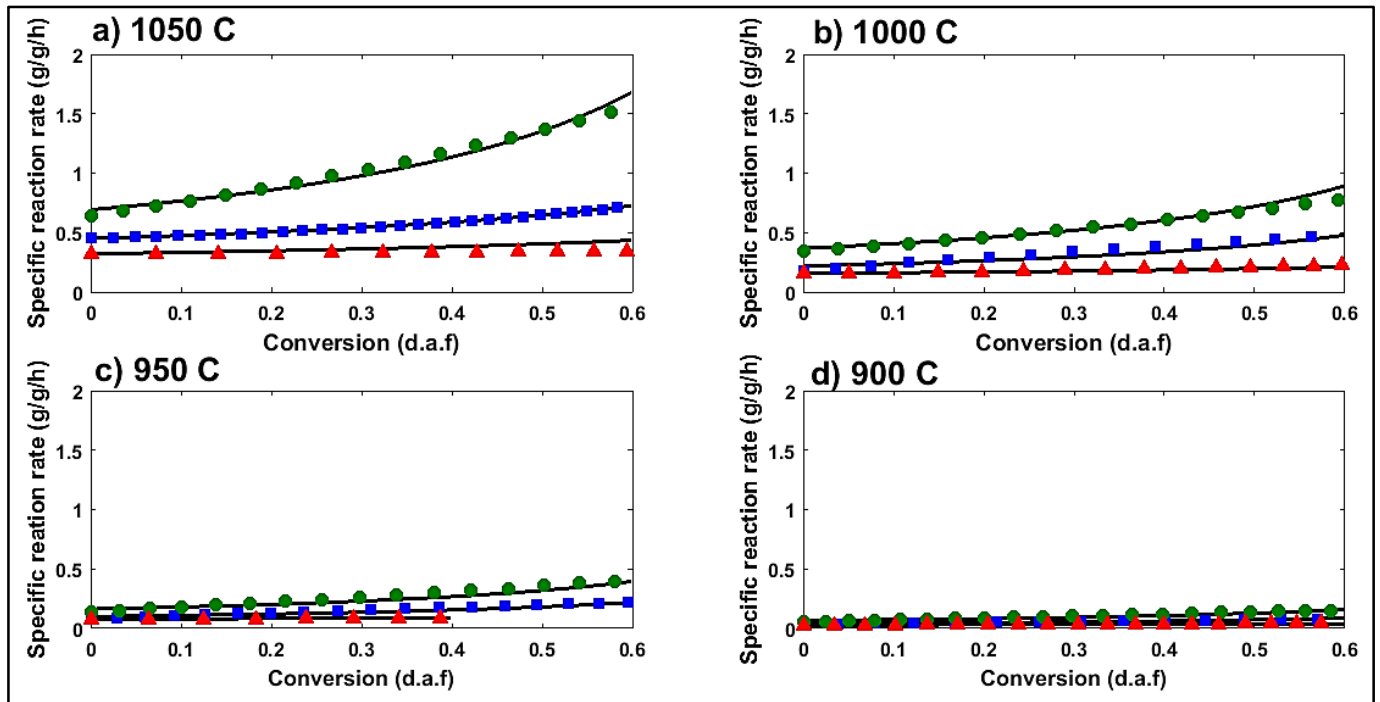 a) 1050 C
Specific reaction rate (g/g/h)
2
1.5
1
0.5
0
0 0.1 0.2 0.3 0.4 0.5 0.6
Conversion (d.a.f)
b) 1000 C
Specific reaction rate (g/g/h)
2
1.5
1
0.5
0
0 0.1 0.2 0.3 0.4 0.5 0.6
Conversion (d.a.f)
c) 950 C
Specific reation rate (g/g/h)
2
1.5
1
0.5
0
0 0.1 0.2 0.3 0.4 0.5 0.6
Conversion (d.a.f)
d) 900 C
Specific reaction rate (g/g/h)
2
1.5
1
0.5
0
0 0.1 0.2 0.3 0.4 0.5 0.6
Conversion (d.a.f)